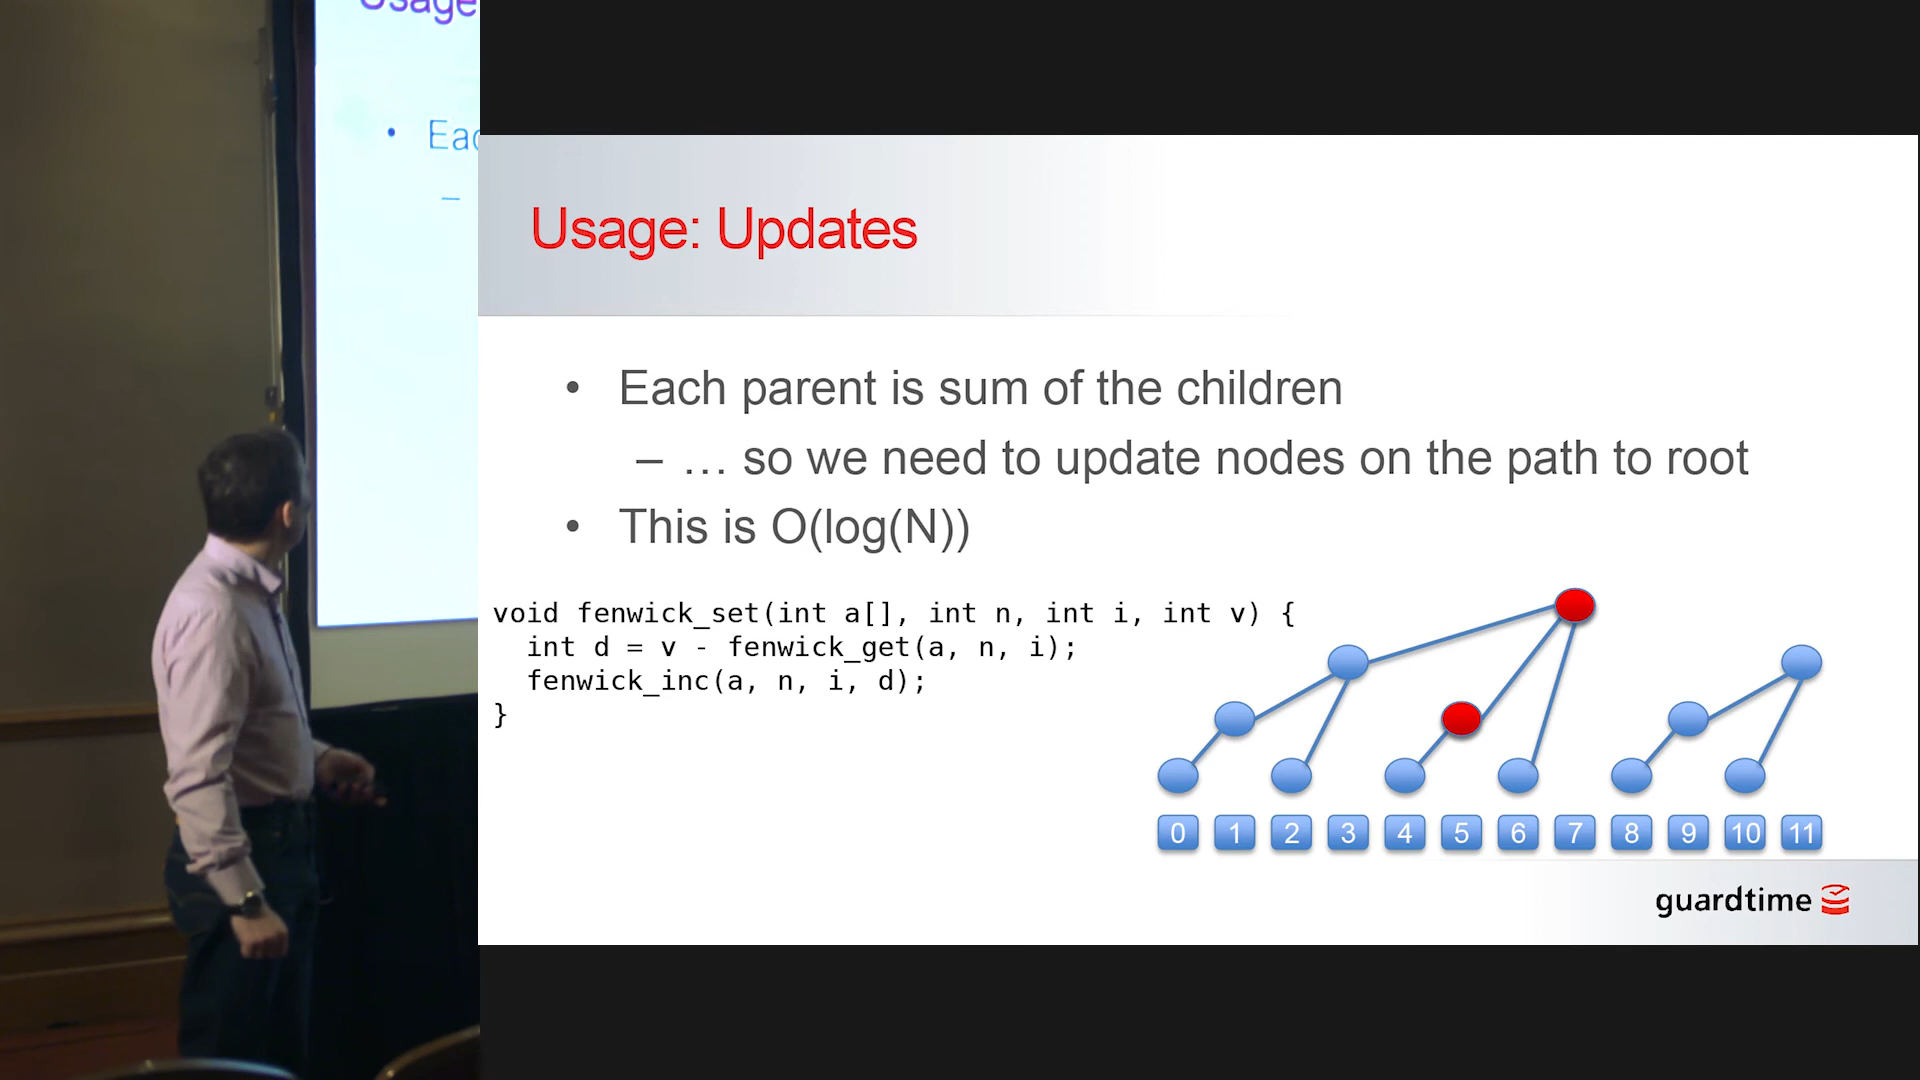 Usage
• Eac
–
Usage: Updates
• Each parent is sum of the children
– … so we need to update nodes on the path to root
• This is O(log(N))
void fenwick_set(int a[], int n, int i, int v) {
int d = v - fenwick_get(a, n, i);
fenwick_inc(a, n, i, d);
}
0 1 2 3 4 5 6 7 8 9 10 11
guardtime